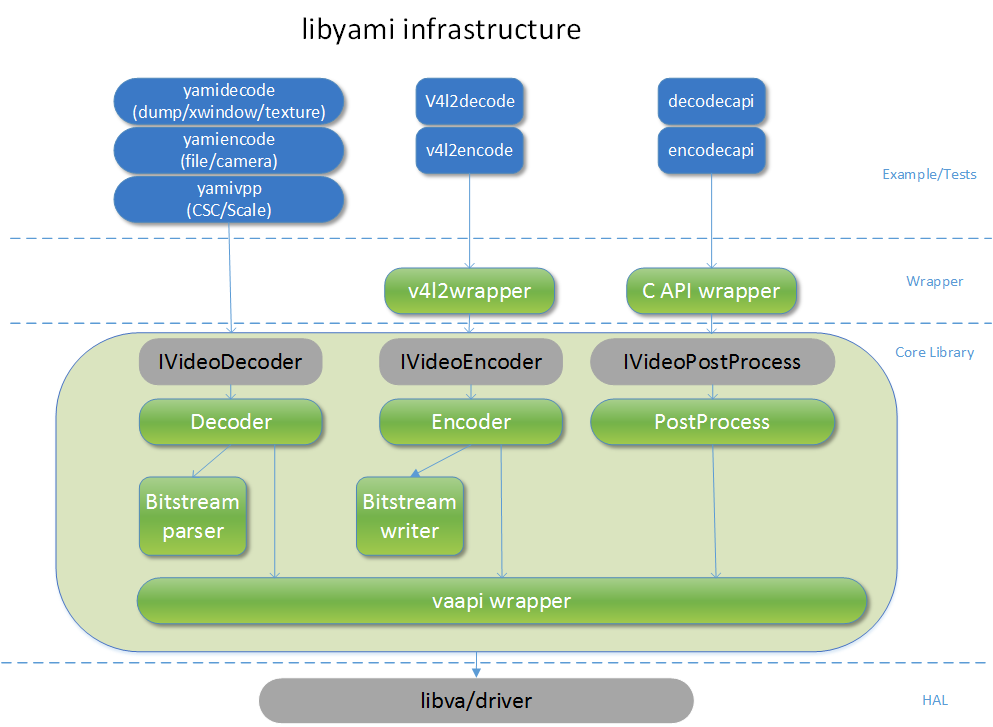 libyami infrastructure
yamidecode
(dump/xwindow/texture)
yamiencode
(file/camera)
yamivpp
(CSC/Scale)
V4l2decode
v4l2encode
decodecapi
encodecapi
Example/Tests
v4l2wrapper
C API wrapper
Wrapper
Core Library
IVideoDecoder
IVideoEncoder
IVideoPostProcess
Decoder
Encoder
PostProcess
Bitstream
parser
Bitstream
writer
vaapi wrapper
libva/driver
HAL